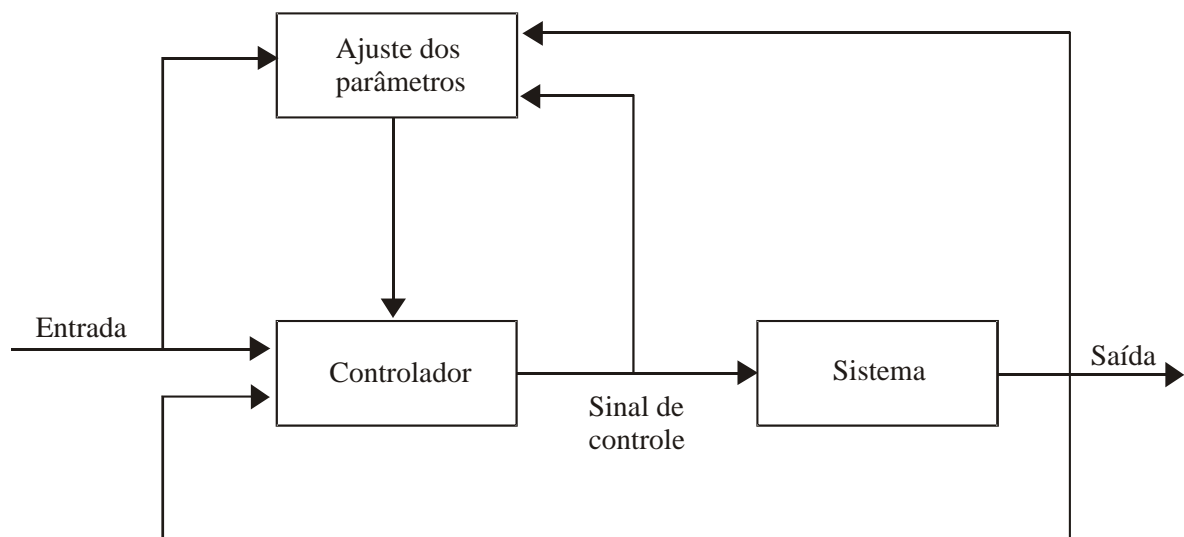 Ajuste dos
parâmetros
Entrada
Controlador
Sinal de
controle
Sistema
Saída